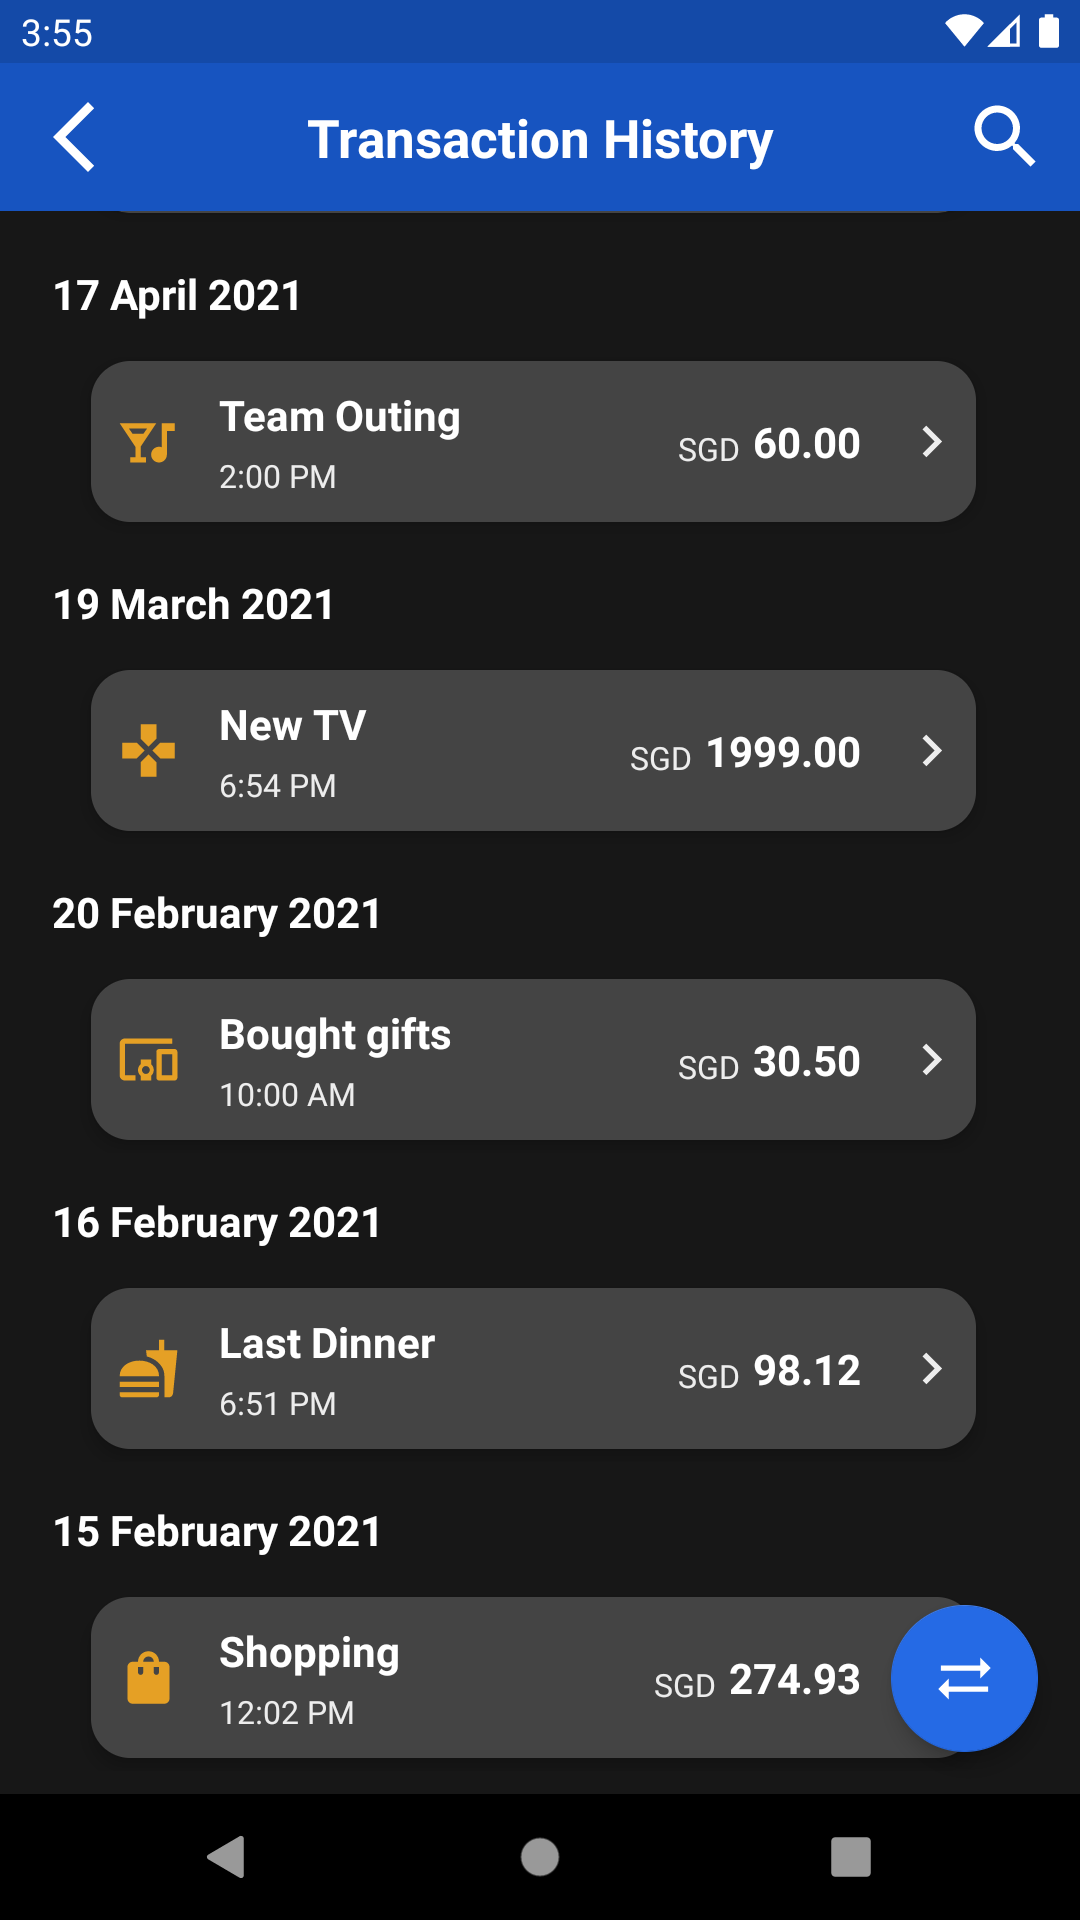 3:55
Transaction History
17 April 2021
Team Outing
SGD 60.00
2:00 PM
19 March 2021
New TV
SGD 1999.00
6:54 PM
20 February 2021
Bought gifts
SGD 30.50
10:00 AM
16 February 2021
Last Dinner
SGD 98.12
6:51 PM
15 February 2021
Shopping
SGD 274.93
12:02 PM